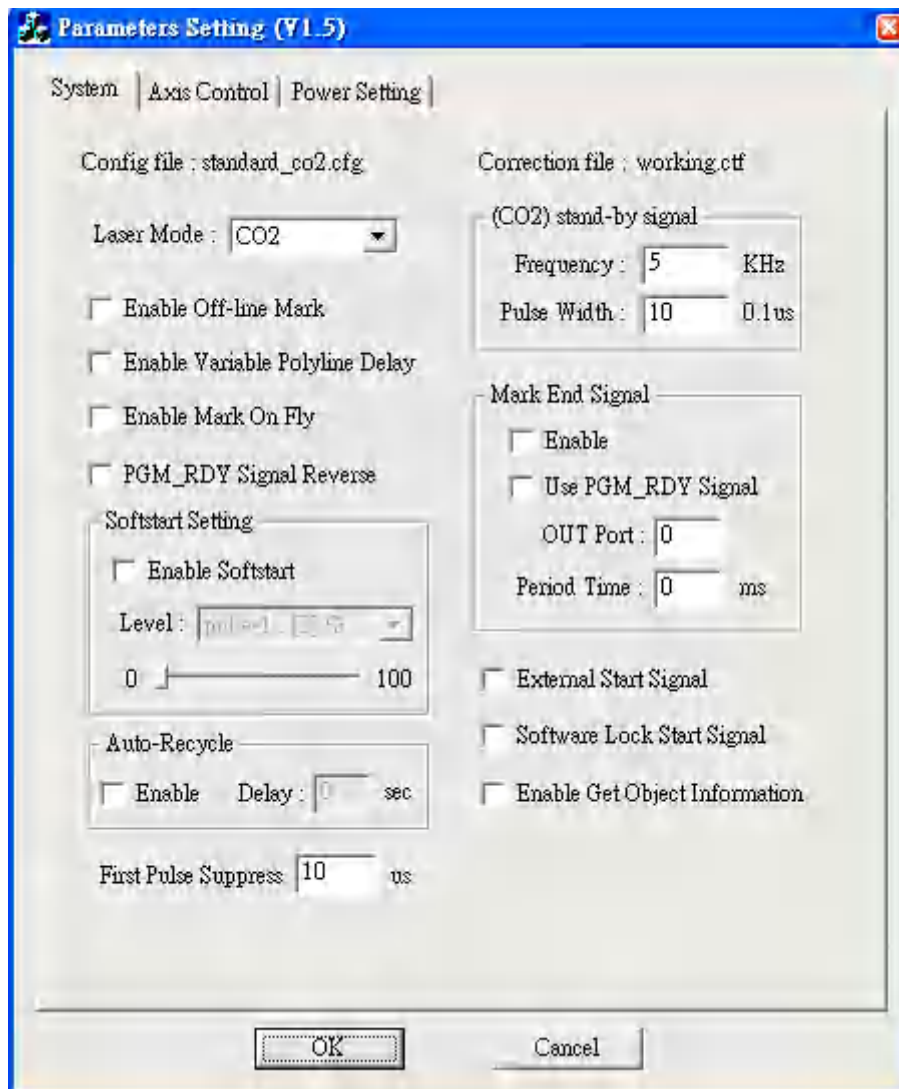 Parameters Setting (V1.5)
System Axis Control Power Setting
Config file : standard_co2.cfg
Laser Mode : CO2
Enable Off-line Mark
Enable Variable Polyline Delay
Enable Mark On Fly
PGM_RDY Signal Reverse
Softstart Setting
Enable Softstart
Level :
0 100
Auto-Recycle
Enable Delay : 0 sec
First Pulse Suppress 10 us
Correction file : working.ctf
(CO2) stand-by signal
Frequency : 5 KHz
Pulse Width : 10 0.1us
Mark End Signal
Enable
Use PGM_RDY Signal
OUT Port : 0
Period Time : 0 ms
External Start Signal
Software Lock Start Signal
Enable Get Object Information
OK Cancel